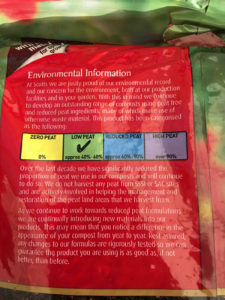 Environmental Information
At Scotts we are justly proud of our environmental record
and our concern for the environment, both at our production
facilities and in your garden. With this in mind we continue
to develop an outstanding range of composts using peat free
and reduced peat ingredients, many of which make use of
otherwise waste material. This product has been categorised
as the following:
ZERO PEAT LOW PEAT REDUCED PEAT HIGH PEAT
0% approx 40%-60% approx 60%-90% over 90%
Over the last decade we have significantly reduced the
proportion of peat we use in our composts and will continue
to do so. We do not harvest any peat from SSSI or SAC sites
and are actively involved in helping the management and
restoration of the peat land areas that we harvest from.
As we continue to work towards reduced peat formulations
we are continually introducing new materials into our
products. This may mean that you notice a difference in the
appearance of your compost from year to year. Rest assured,
any changes to our formulas are rigorously tested so we can
guarantee the product you are using is as good as, if not
better, than before.